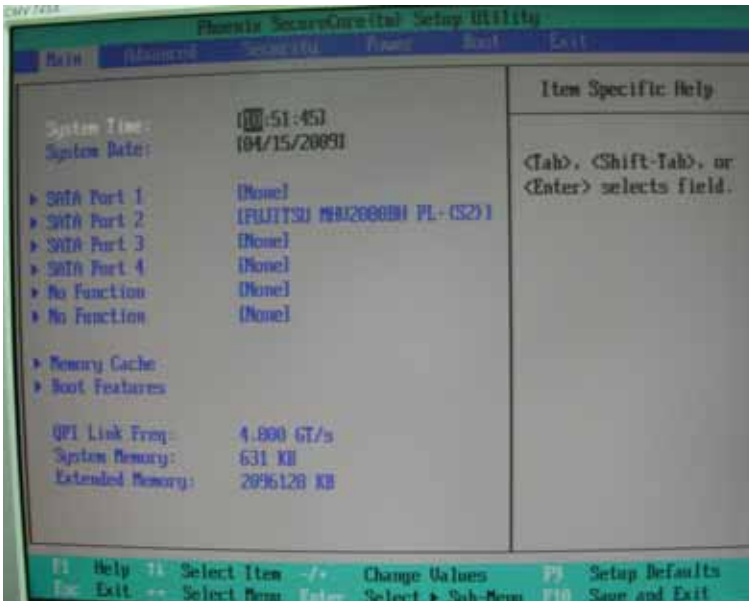 Phoenix SecureCore(tm) Setup Utility
Main Advanced Security Power Boot Exit
Item Specific Help
System Time: [10:51:45]
System Date: [04/15/2009]
<Tab>, <Shift-Tab>, or
<Enter> selects field.
▶ SATA Port 1 [None]
▶ SATA Port 2 [FUJITSU MHV2080BH PL-(S2)]
▶ SATA Port 3 [None]
▶ SATA Port 4 [None]
▶ No Function [None]
▶ No Function [None]
▶ Memory Cache
▶ Boot Features
QPI Link Freq: 4.800 GT/s
System Memory: 631 KB
Extended Memory: 2096128 KB
F1 Help ↑↓ Select Item -/+ Change Values F9 Setup Defaults
Esc Exit ↔ Select Menu Enter Select ▶ Sub-Menu F10 Save and Exit